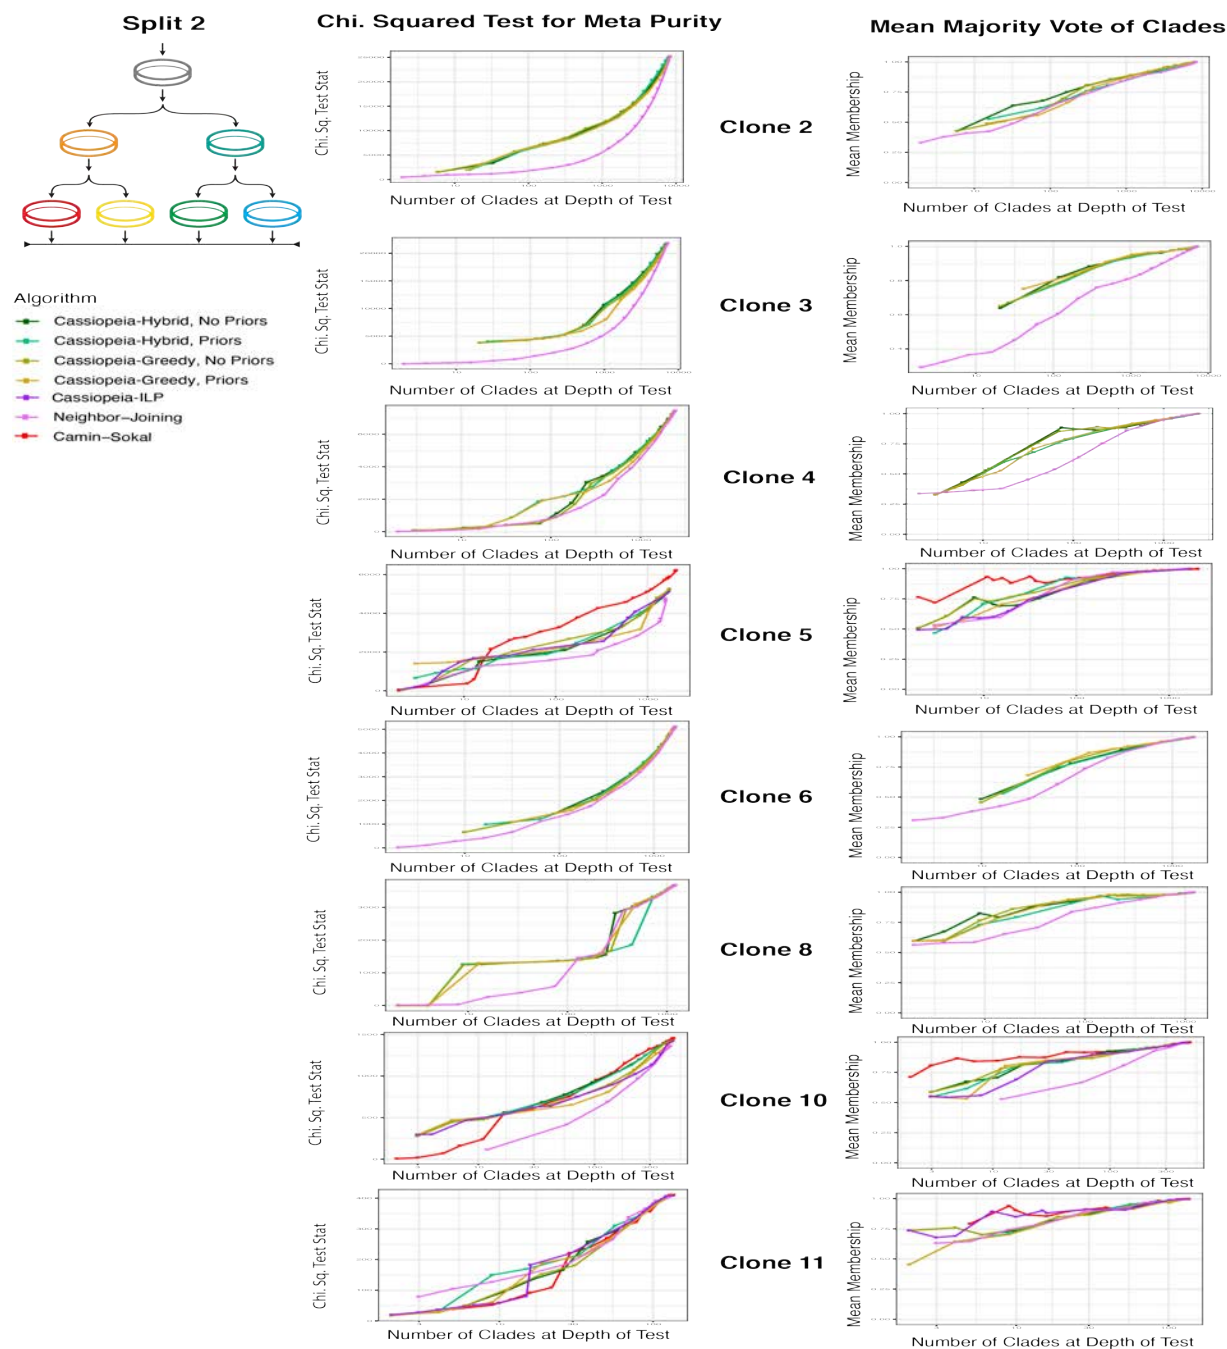 Split 2
Chi. Squared Test for Meta Purity
Mean Majority Vote of Clades
Algorithm
Cassiopeia-Hybrid, No Priors
Cassiopeia-Hybrid, Priors
Cassiopeia-Greedy, No Priors
Cassiopeia-Greedy, Priors
Cassiopeia-ILP
Neighbor-Joining
Camin-Sokal
Chi. Sq. Test Stat
Number of Clades at Depth of Test
Clone 2
Mean Membership
Number of Clades at Depth of Test
Chi. Sq. Test Stat
Number of Clades at Depth of Test
Clone 3
Mean Membership
Number of Clades at Depth of Test
Chi. Sq. Test Stat
Number of Clades at Depth of Test
Clone 4
Mean Membership
Number of Clades at Depth of Test
Chi. Sq. Test Stat
Number of Clades at Depth of Test
Clone 5
Mean Membership
Number of Clades at Depth of Test
Chi. Sq. Test Stat
Number of Clades at Depth of Test
Clone 6
Mean Membership
Number of Clades at Depth of Test
Chi. Sq. Test Stat
Number of Clades at Depth of Test
Clone 8
Mean Membership
Number of Clades at Depth of Test
Chi. Sq. Test Stat
Number of Clades at Depth of Test
Clone 10
Mean Membership
Number of Clades at Depth of Test
Chi. Sq. Test Stat
Number of Clades at Depth of Test
Clone 11
Mean Membership
Number of Clades at Depth of Test